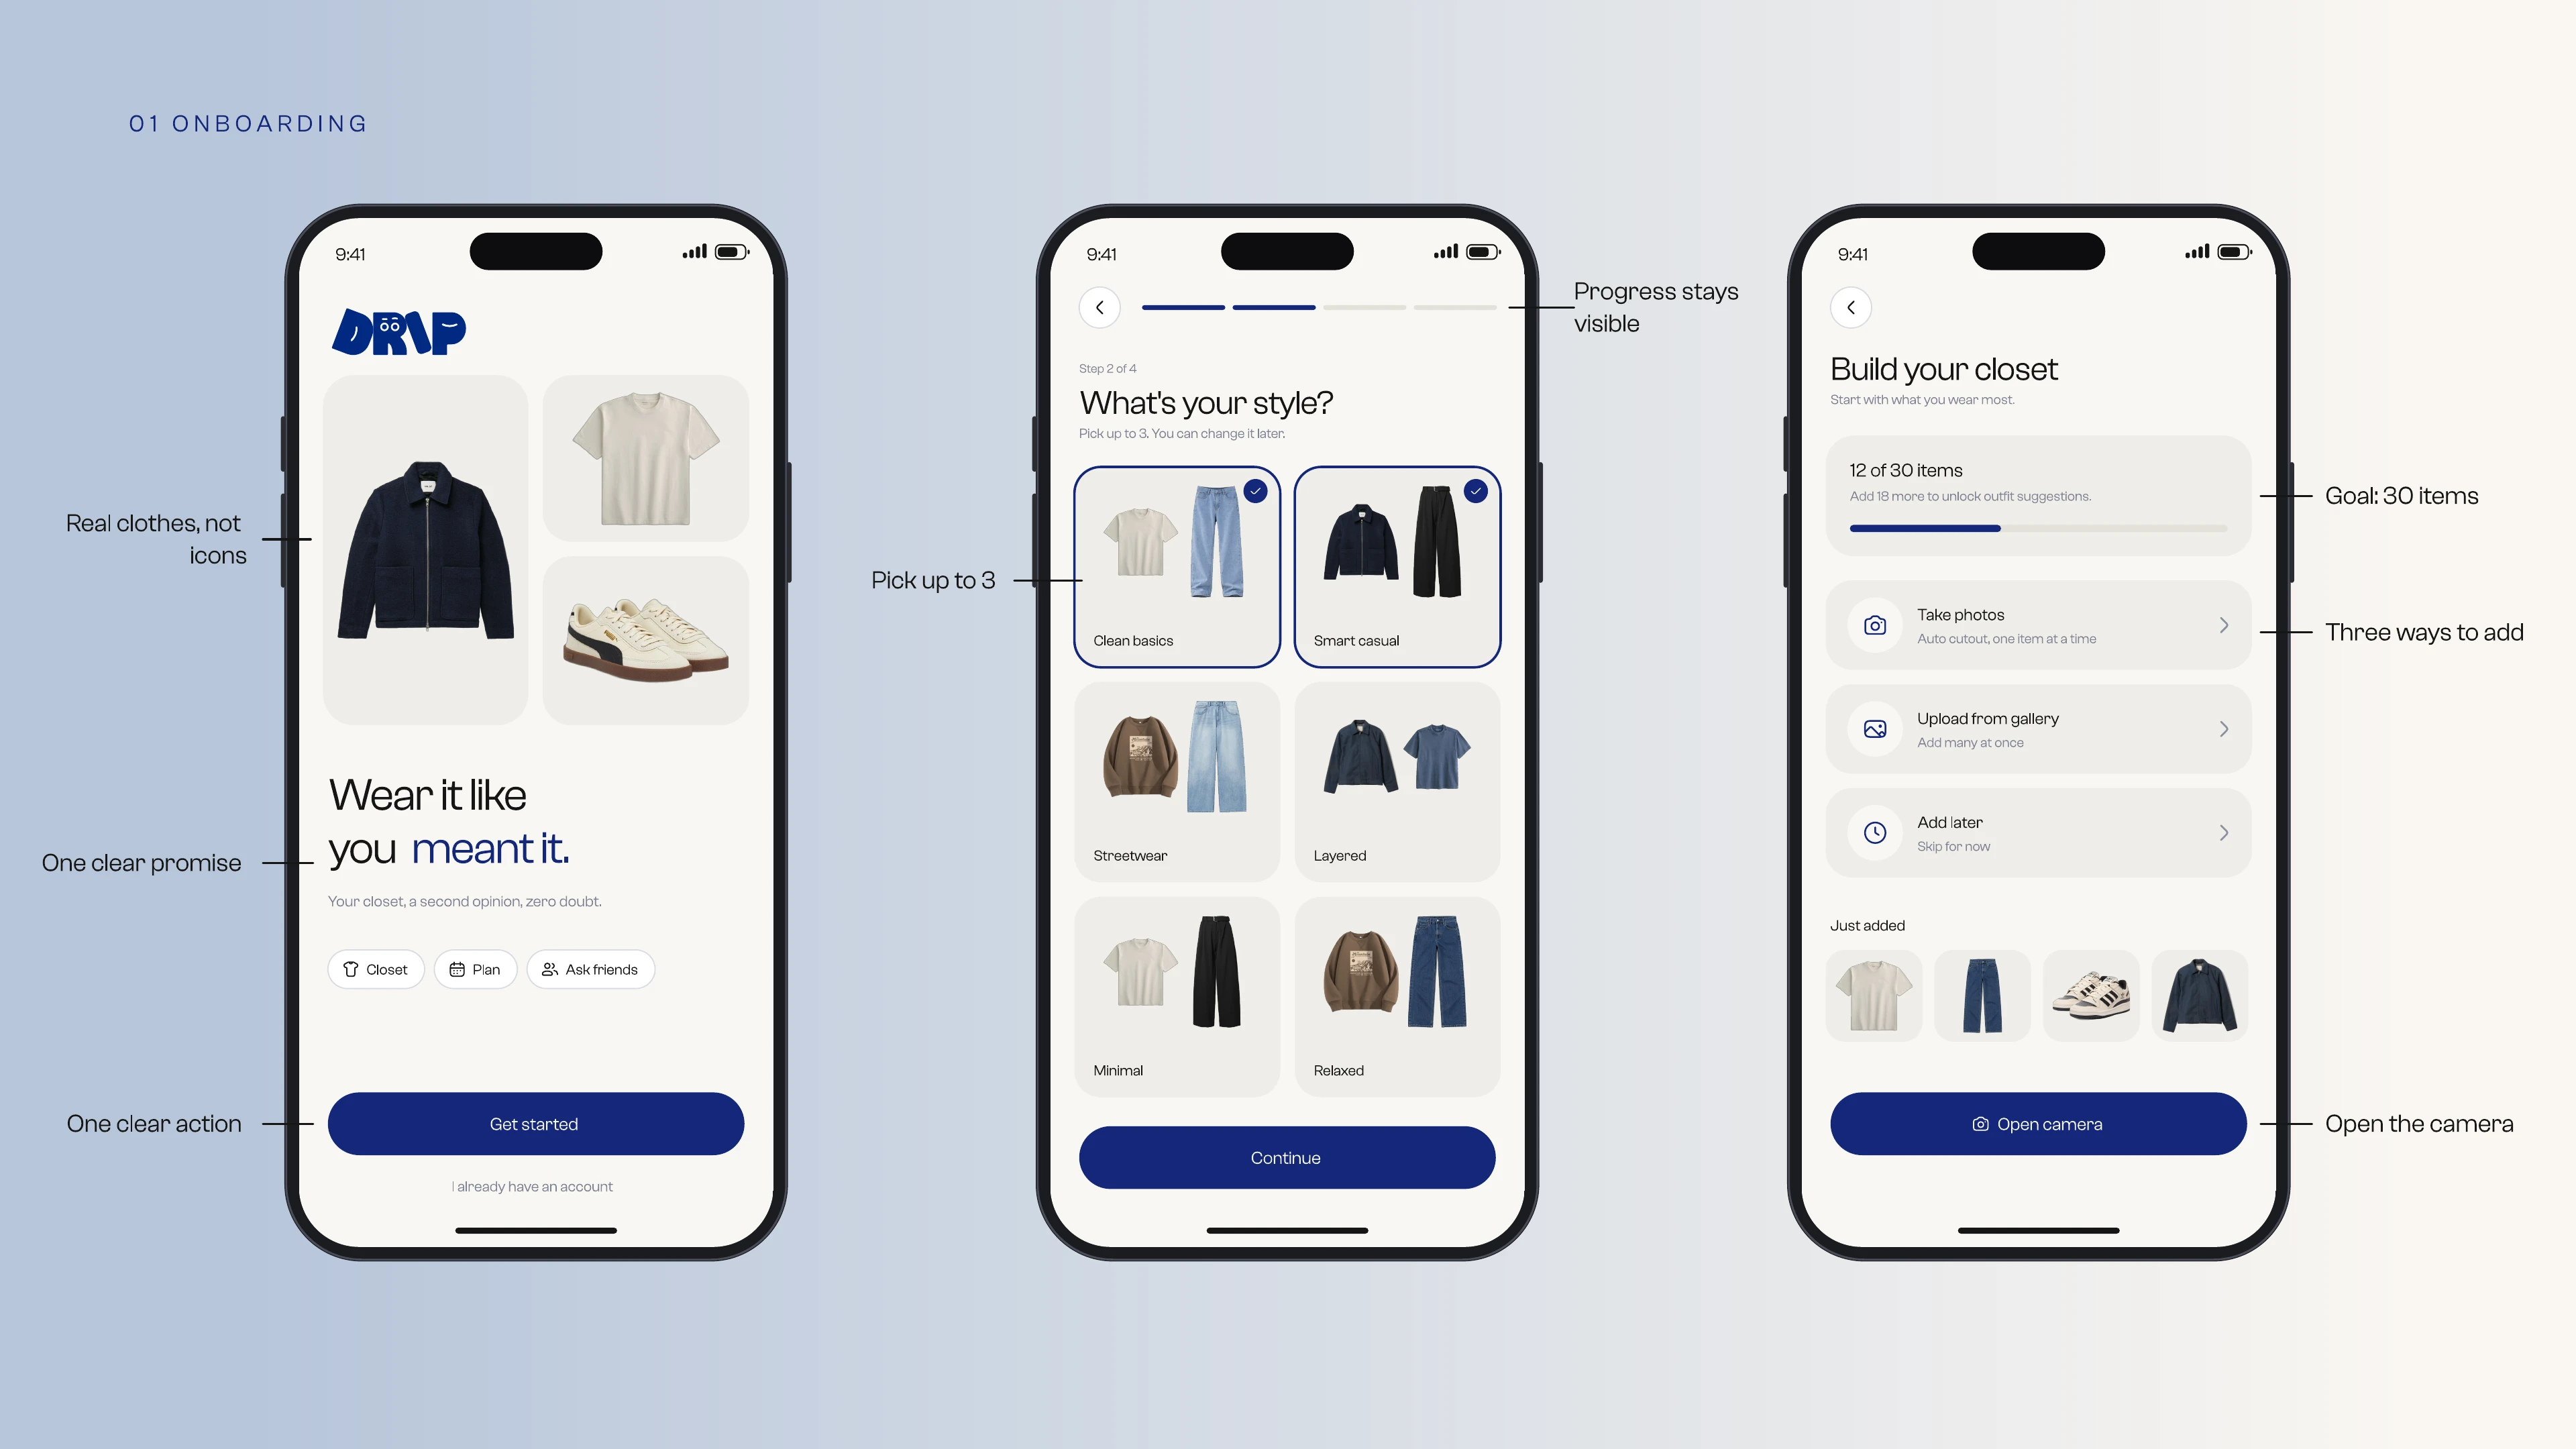 01 ONBOARDING
9:41
DRIP
Real clothes, not
icons
Wear it like
you meant it.
One clear promise
Your closet, a second opinion, zero doubt.
Closet
Plan
Ask friends
One clear action
Get started
I already have an account
9:41
Progress stays
visible
Step 2 of 4
What's your style?
Pick up to 3. You can change it later.
Pick up to 3
Clean basics
Smart casual
Streetwear
Layered
Minimal
Relaxed
Continue
9:41
Build your closet
Start with what you wear most.
12 of 30 items
Add 18 more to unlock outfit suggestions.
Goal: 30 items
Take photos
Auto cutout, one item at a time
Three ways to add
Upload from gallery
Add many at once
Add later
Skip for now
Just added
Open camera
Open the camera